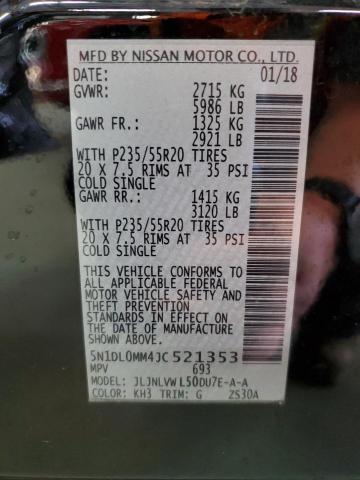 MFD BY NISSAN MOTOR CO., LTD.
DATE: 01/18
GVWR: 2715 KG
5986 LB
GAWR FR.: 1325 KG
2921 LB
WITH P235/55R20 TIRES
20 X 7.5 RIMS AT 35 PSI
COLD SINGLE
GAWR RR.: 1415 KG
3120 LB
WITH P235/55R20 TIRES
20 X 7.5 RIMS AT 35 PSI
COLD SINGLE
THIS VEHICLE CONFORMS TO
ALL APPLICABLE FEDERAL
MOTOR VEHICLE SAFETY
AND THEFT PREVENTION
STANDARDS IN EFFECT ON
THE DATE OF MANUFACTURE
SHOWN ABOVE.
5N1DL0MM4JC521353
MPV 693
MODEL: JLJNLVWL50DU7E-A-A
COLOR: KH3 TRIM: G ZS30A